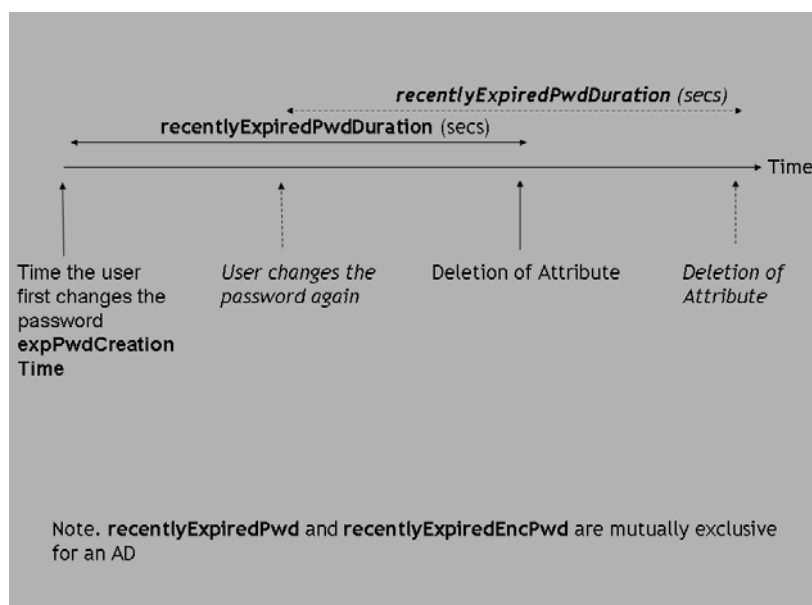 recentlyExpiredPwdDuration (secs)
recentlyExpiredPwdDuration (secs)
Time
Time the user
first changes the
password
expPwdCreation
Time
User changes the
password again
Deletion of Attribute
Deletion of
Attribute
Note. recentlyExpiredPwd and recentlyExpiredEncPwd are mutually exclusive
for an AD